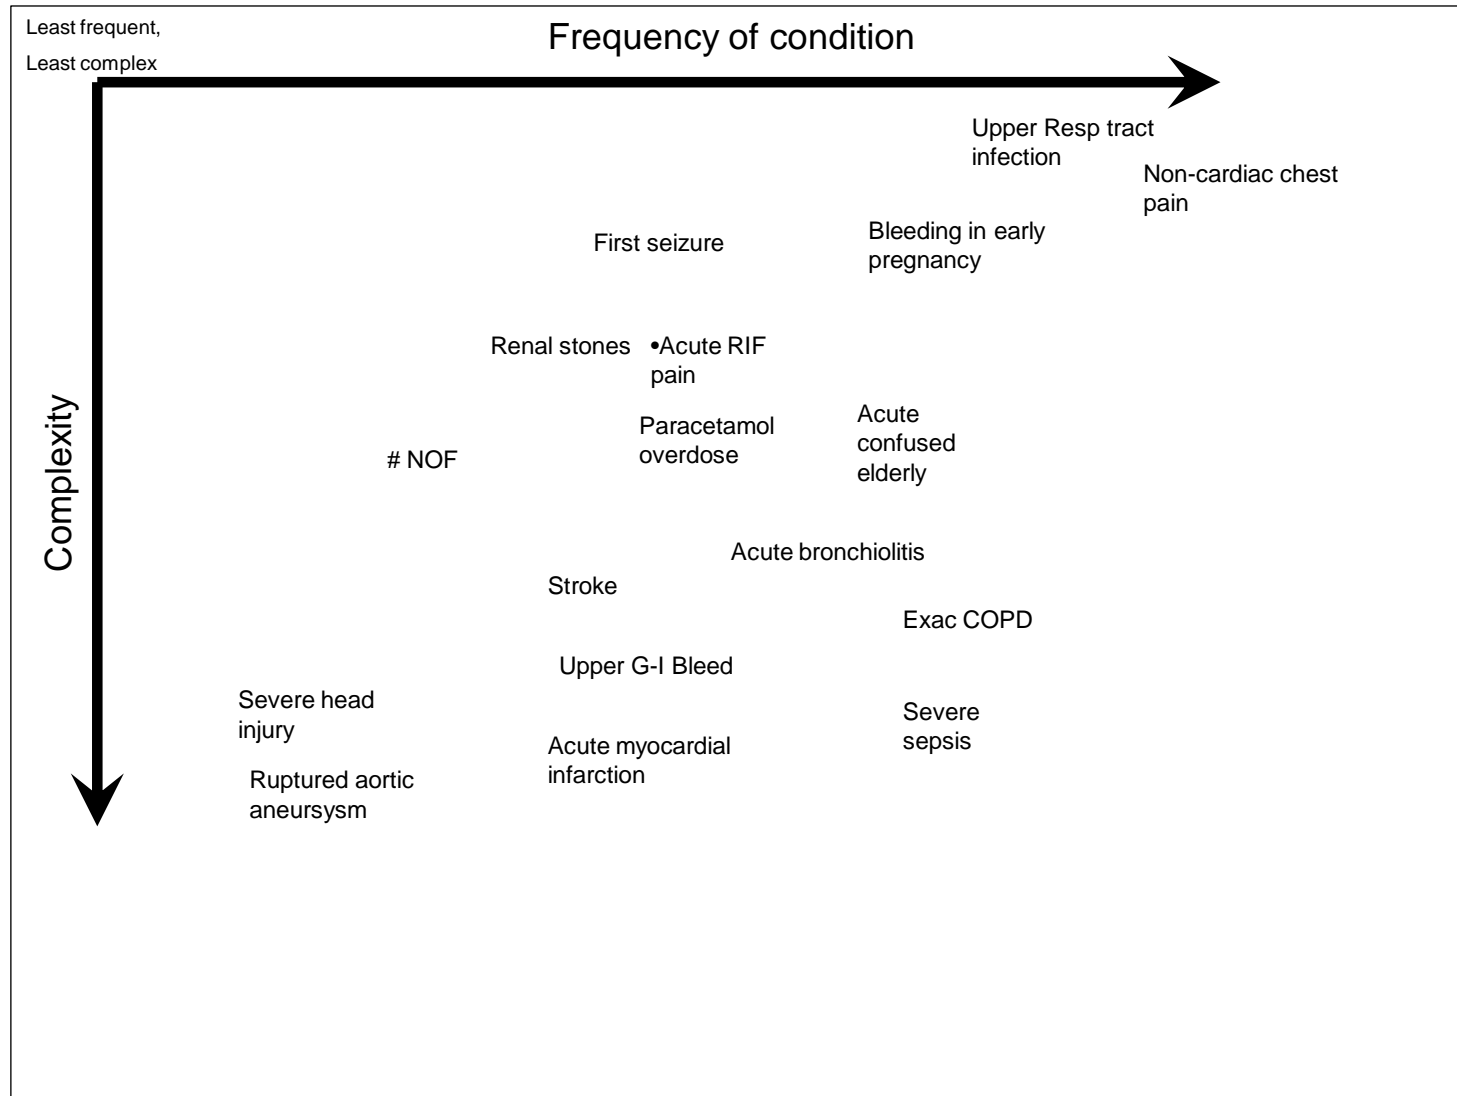 Least frequent,
Least complex
Frequency of condition
Upper Resp tract
infection
Non-cardiac chest
pain
First seizure
Bleeding in early
pregnancy
Renal stones
•Acute RIF
pain
Complexity
# NOF
Paracetamol
overdose
Acute
confused
elderly
Acute bronchiolitis
Stroke
Exac COPD
Upper G-I Bleed
Severe head
injury
Severe
sepsis
Acute myocardial
infarction
Ruptured aortic
aneursysm